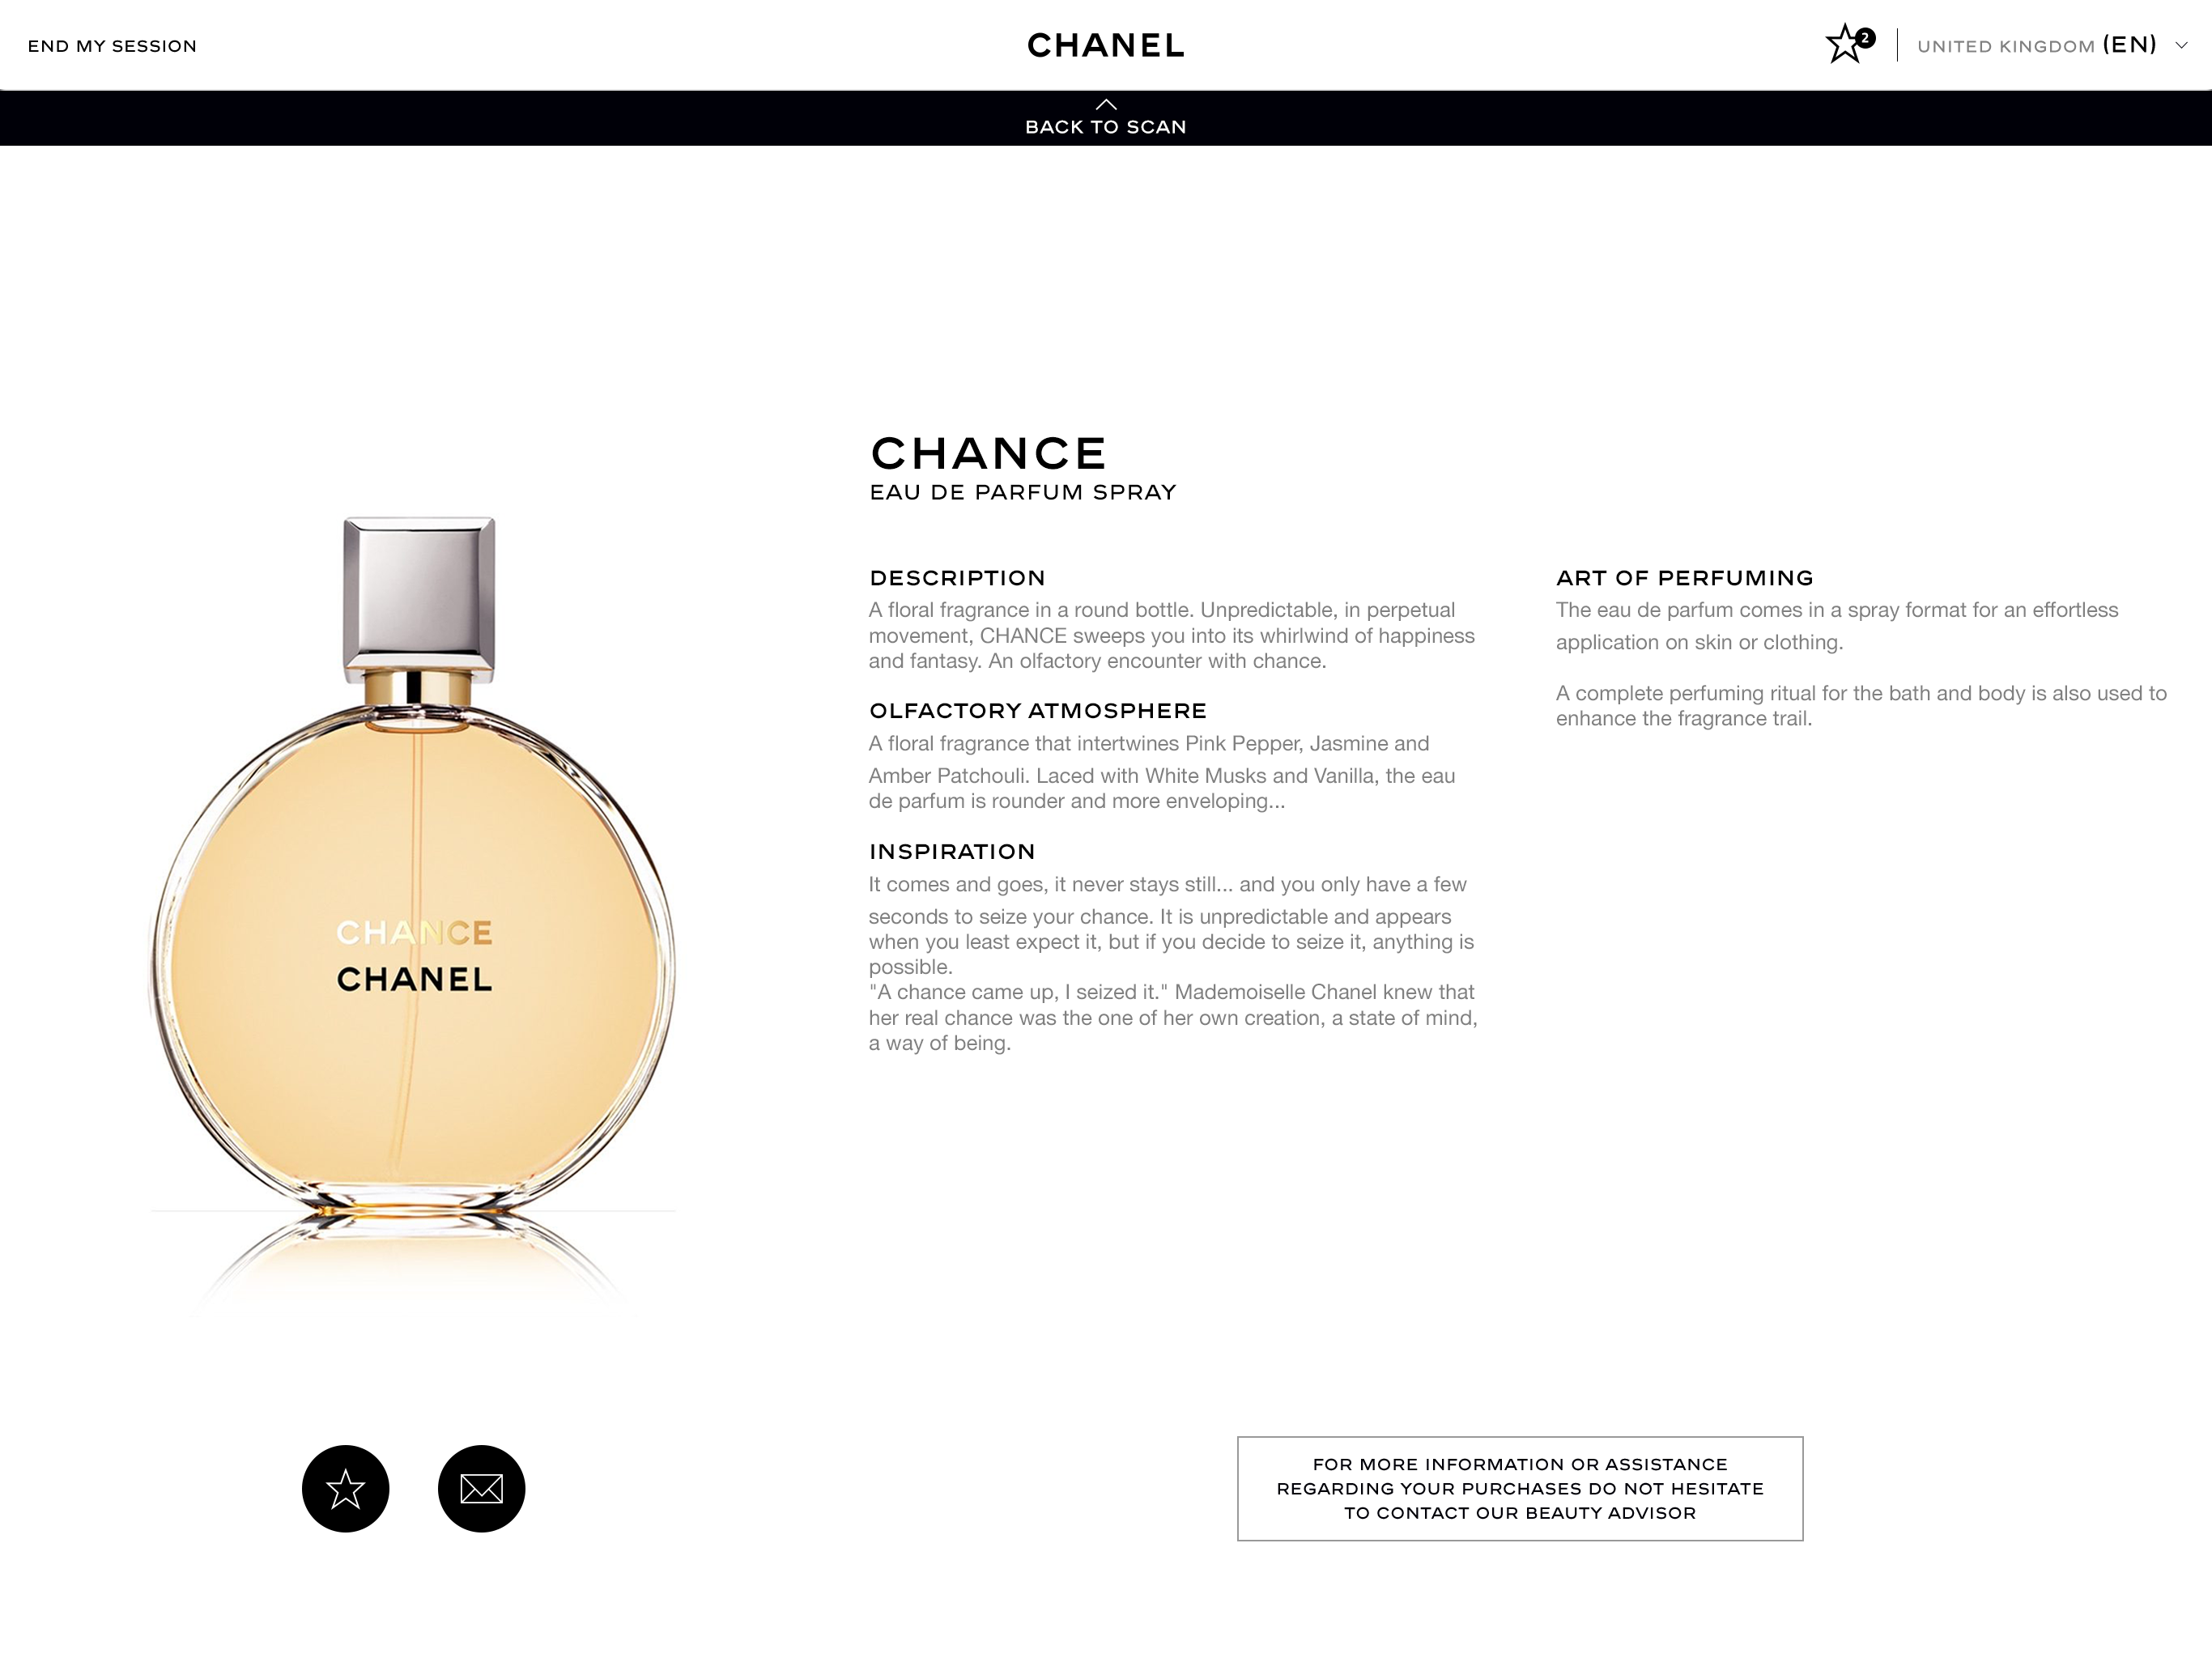 END MY SESSION
CHANEL
2
UNITED KINGDOM (EN)
BACK TO SCAN
CHANCE
EAU DE PARFUM SPRAY
CHANCE
CHANEL
DESCRIPTION
A floral fragrance in a round bottle. Unpredictable, in perpetual
movement, CHANCE sweeps you into its whirlwind of happiness
and fantasy. An olfactory encounter with chance.
OLFACTORY ATMOSPHERE
A floral fragrance that intertwines Pink Pepper, Jasmine and
Amber Patchouli. Laced with White Musks and Vanilla, the eau
de parfum is rounder and more enveloping...
INSPIRATION
It comes and goes, it never stays still... and you only have a few
seconds to seize your chance. It is unpredictable and appears
when you least expect it, but if you decide to seize it, anything is
possible.
"A chance came up, I seized it." Mademoiselle Chanel knew that
her real chance was the one of her own creation, a state of mind,
a way of being.
ART OF PERFUMING
The eau de parfum comes in a spray format for an effortless
application on skin or clothing.
A complete perfuming ritual for the bath and body is also used to
enhance the fragrance trail.
FOR MORE INFORMATION OR ASSISTANCE
REGARDING YOUR PURCHASES DO NOT HESITATE
TO CONTACT OUR BEAUTY ADVISOR